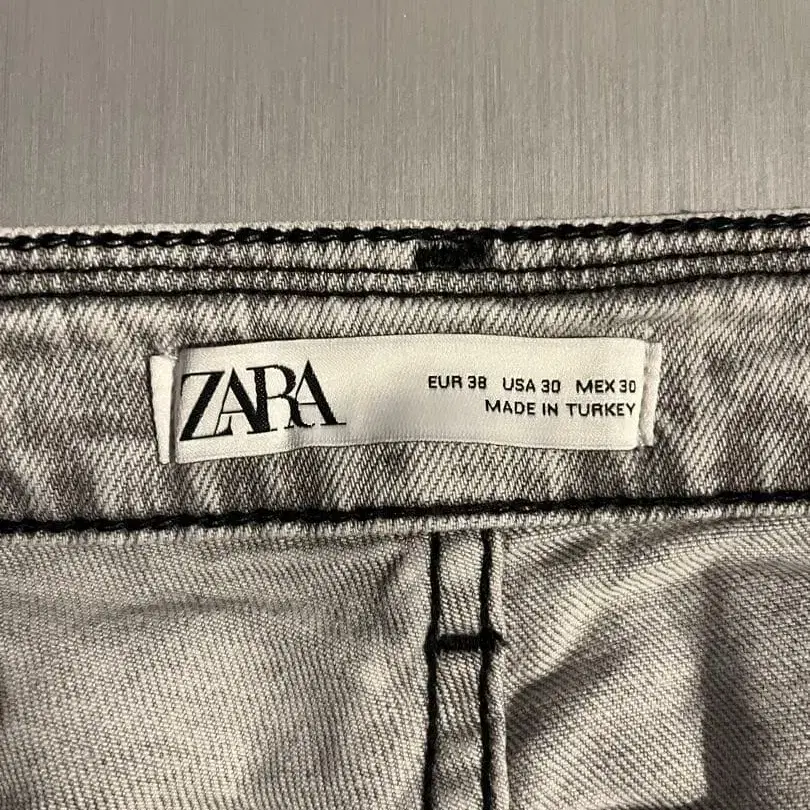 ZARA
EUR 38 USA 30 MEX 30
MADE IN TURKEY